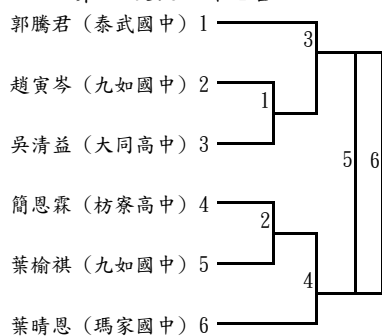 郭騰君（泰武國中）1
3
趙寅岑（九如國中）2
1
吳清益（大同高中）3
5 6
簡恩霖（枋寮高中）4
2
葉榆祺（九如國中）5
4
葉晴恩（瑪家國中）6